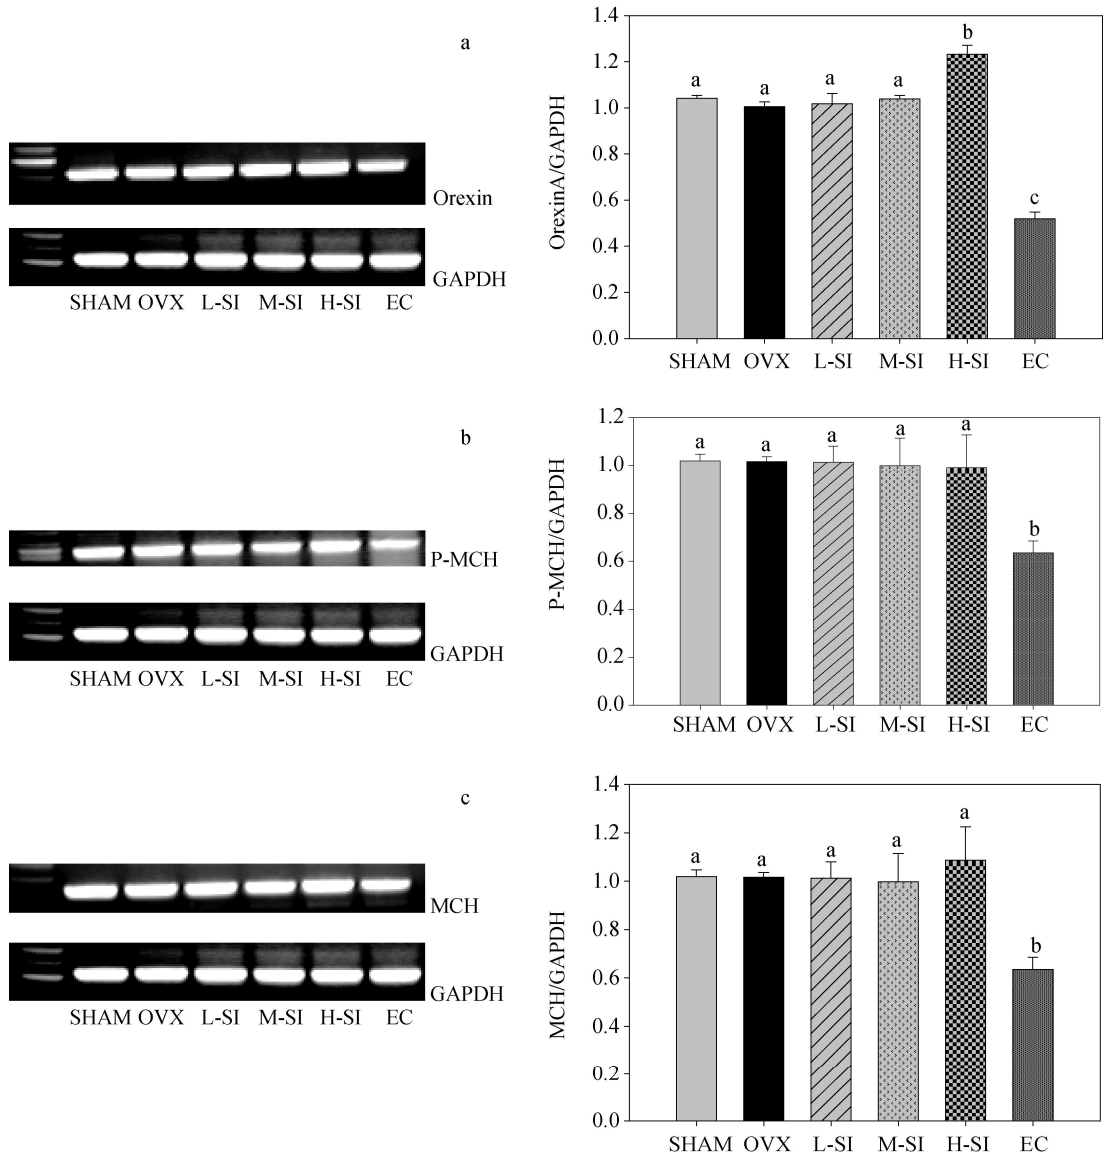 a
Orexin
GAPDH
SHAM OVX L-SI M-SI H-SI EC
OrexinA/GAPDH
1.4
1.2
1.0
0.8
0.6
0.4
0.2
0.0
a a a a b c
SHAM OVX L-SI M-SI H-SI EC
b
P-MCH
GAPDH
SHAM OVX L-SI M-SI H-SI EC
P-MCH/GAPDH
1.2
1.0
0.8
0.6
0.4
0.2
0.0
a a a a a b
SHAM OVX L-SI M-SI H-SI EC
c
MCH
GAPDH
SHAM OVX L-SI M-SI H-SI EC
MCH/GAPDH
1.4
1.2
1.0
0.8
0.6
0.4
0.2
0.0
a a a a a b
SHAM OVX L-SI M-SI H-SI EC